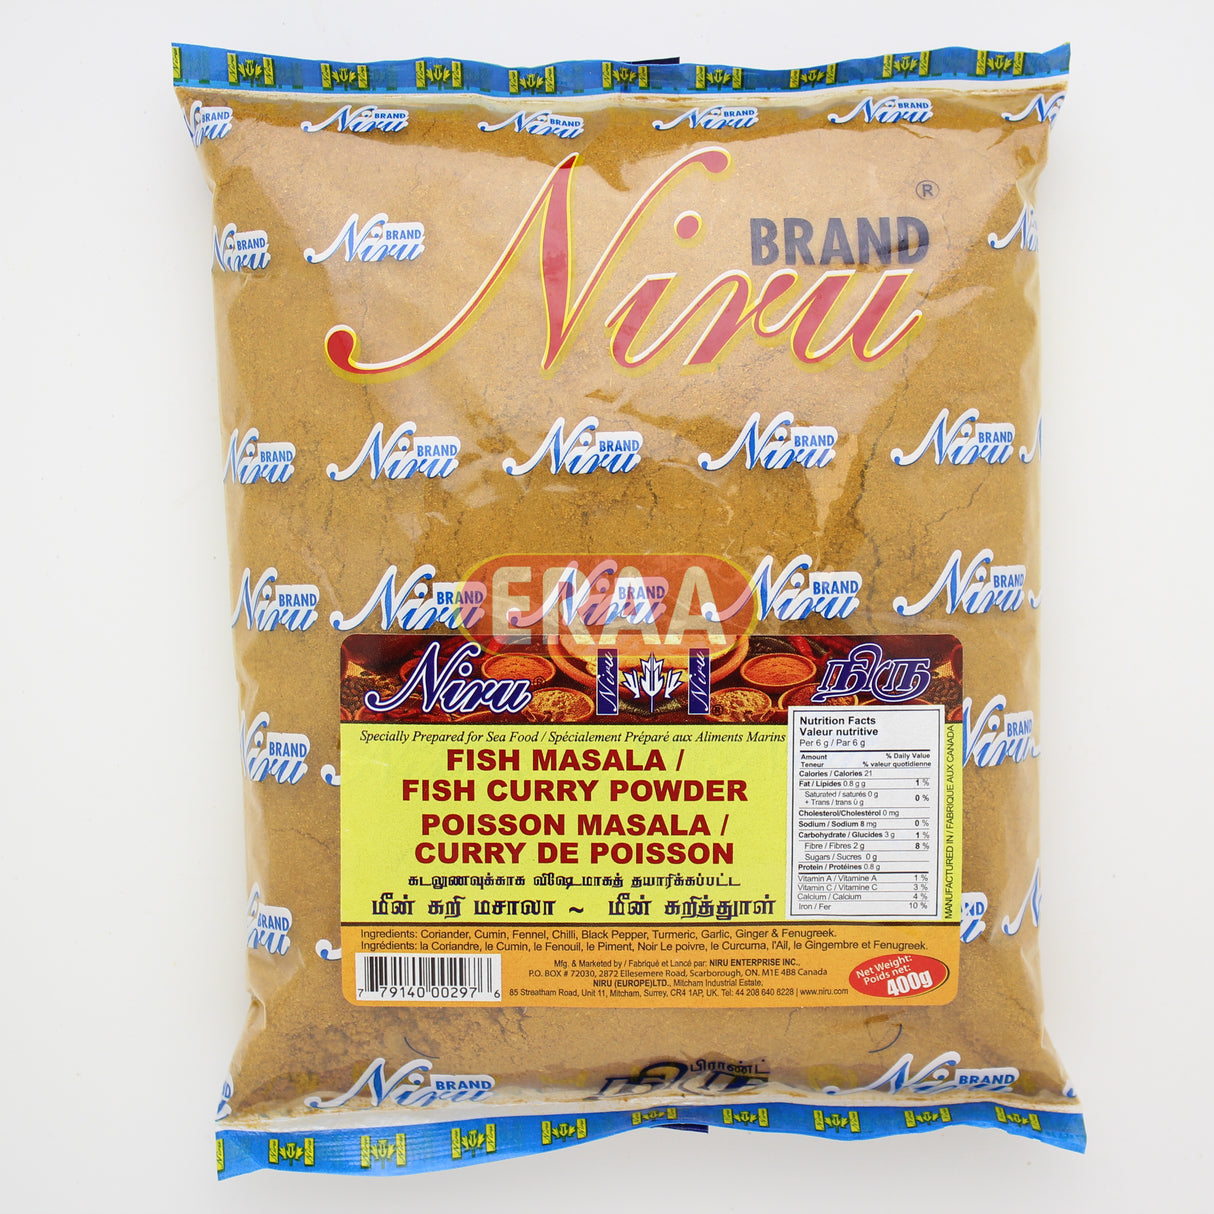 Niru BRAND ®
ERAA
Niru®
Niru Niru ®
நிரு
Specially Prepared for Sea Food / Spécialement Préparé aux Aliments Marins
FISH MASALA /
FISH CURRY POWDER
POISSON MASALA /
CURRY DE POISSON
கடலுணவுக்காக விஷேமாகத் தயாரிக்கப்பட்ட
மீன் கறி மசாலா ~ மீன் கறித்தூள்
Nutrition Facts
Valeur nutritive
Per 6 g / Par 6 g
Amount % Daily Value
Teneur % valeur quotidienne
Calories / Calories 21
Fat / Lipides 0.8 g g 1 %
Saturated / saturés 0 g
+ Trans / trans 0 g 0 %
Cholesterol/Cholestérol 0 mg
Sodium / Sodium 8 mg 0 %
Carbohydrate / Glucides 3 g 1 %
Fibre / Fibres 2 g 8 %
Sugars / Sucres 0 g
Protein / Protéines 0.8 g
Vitamin A / Vitamine A 1 %
Vitamin C / Vitamine C 3 %
Calcium / Calcium 4 %
Iron / Fer 10 %
MANUFACTURED IN / FABRIQUE AUX CANADA
Ingredients: Coriander, Cumin, Fennel, Chilli, Black Pepper, Turmeric, Garlic, Ginger & Fenugreek.
Ingrédients: la Coriandre, le Cumin, le Fenouil, le Piment, Noir Le poivre, le Curcuma, l'Ail, le Gingembre et Fenugreek.
Mfg. & Marketed by / Fabriqué et Lancé par: NIRU ENTERPRISE INC.,
P.O. BOX # 72030, 2872 Ellesemere Road, Scarborough, ON. M1E 4B8 Canada
NIRU (EUROPE)LTD., Mitcham Industrial Estate,
85 Streatham Road, Unit 11, Mitcham, Surrey, CR4 1AP, UK. Tel: 44 208 640 6228 | www.niru.com
7 79140 00297 6
Net Weight:
Poids net:
400g
Niru BRAND
பிராண்ட்
நிரு
Niru BRAND